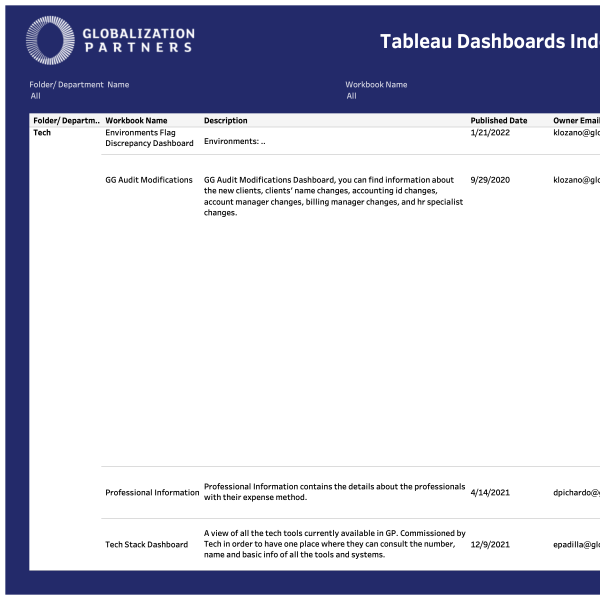 GLOBALIZATION
PARTNERS
Tableau Dashboards Ind
Folder/ Department Name
Workbook Name
All
All
Folder/ Departm.. Workbook Name Description Published Date Owner Email
Tech
Environments Flag
Discrepancy Dashboard
Environments: ..
1/21/2022
klozano@glo
GG Audit Modifications
GG Audit Modifications Dashboard, you can find information about
the new clients, clients’ name changes, accounting id changes,
account manager changes, billing manager changes, and hr specialist
changes.
9/29/2020
klozano@glo
Professional Information
Professional Information contains the details about the professionals
with their expense method.
4/14/2021
dpichardo@g
Tech Stack Dashboard
A view of all the tech tools currently available in GP. Commissioned by
Tech in order to have one place where they can consult the number,
name and basic info of all the tools and systems.
12/9/2021
epadilla@glo